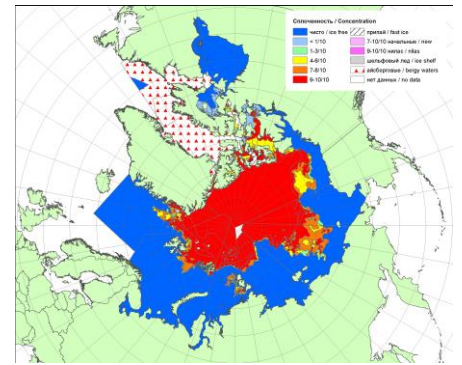 Сплоченность / Concentration
чисто / ice free
< 1/10
1-3/10
4-6/10
7-8/10
9-10/10
припай / fast ice
7-10/10 начальные / new
9-10/10 нилас / nilas
шельфовый лед / ice shelf
айсберговые / bergy waters
нет данных / no data